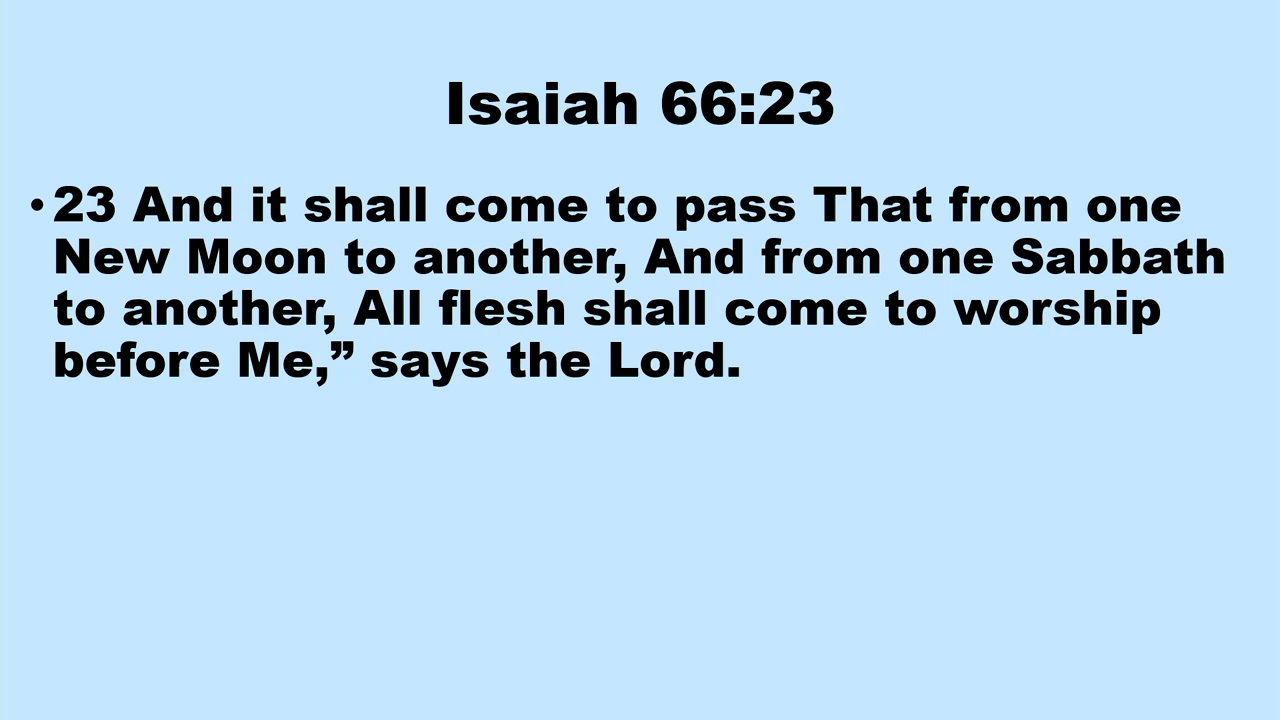 Isaiah 66:23
• 23 And it shall come to pass That from one
New Moon to another, And from one Sabbath
to another, All flesh shall come to worship
before Me,” says the Lord.